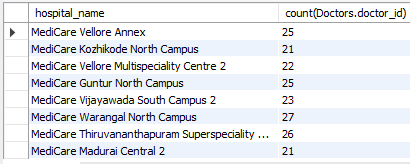 hospital_name count(Doctors.doctor_id)
MediCare Vellore Annex 25
MediCare Kozhikode North Campus 21
MediCare Vellore Multispeciality Centre 2 22
MediCare Guntur North Campus 25
MediCare Vijayawada South Campus 2 23
MediCare Warangal North Campus 27
MediCare Thiruvananthapuram Superspeciality ... 26
MediCare Madurai Central 2 21